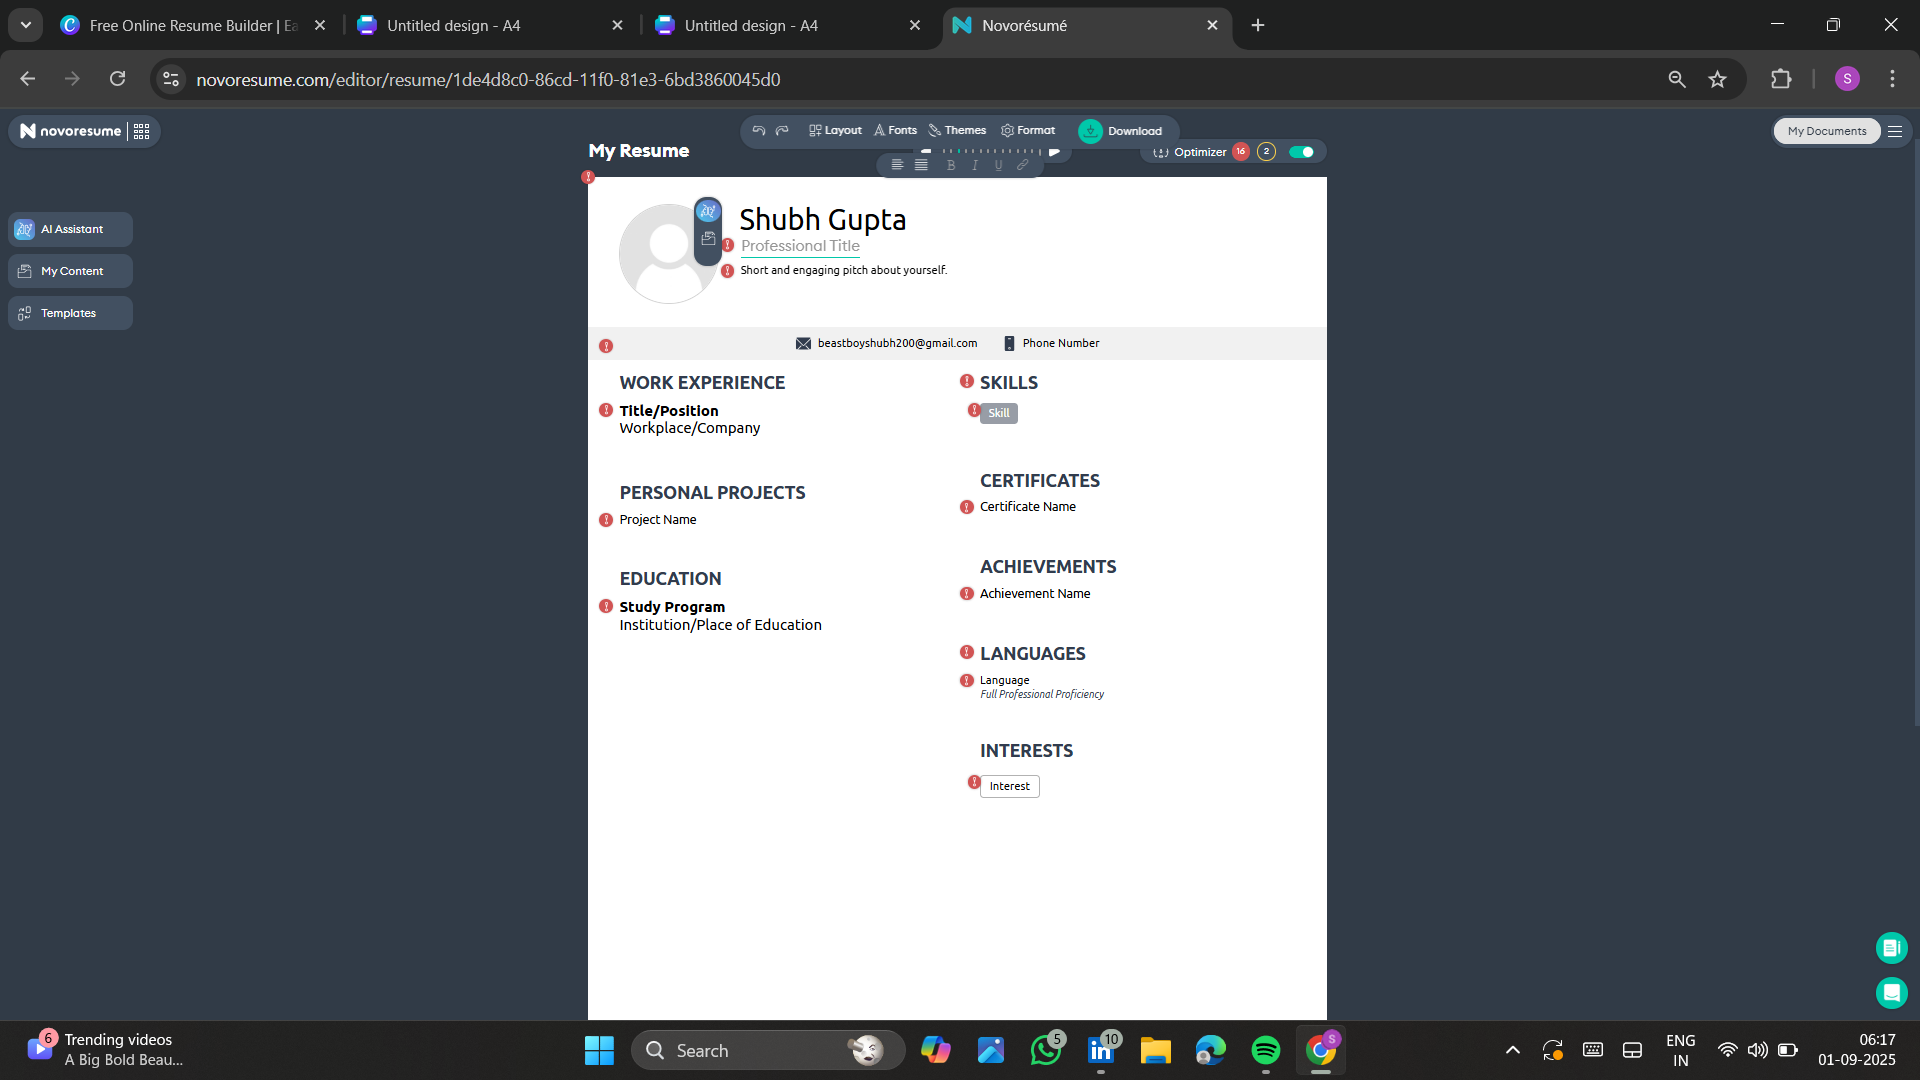 Free Online Resume Builder | Ea
Untitled design - A4
Untitled design - A4
Novorésumé
novoresume.com/editor/resume/1de4d8c0-86cd-11f0-81e3-6bd3860045d0
S
novoresume
Layout
Fonts
Themes
Format
Download
My Documents
My Resume
Optimizer 16 2
B I U
AI Assistant
My Content
Templates
Shubh Gupta
Professional Title
Short and engaging pitch about yourself.
beastboyshubh200@gmail.com
Phone Number
WORK EXPERIENCE
Title/Position
Workplace/Company
PERSONAL PROJECTS
Project Name
EDUCATION
Study Program
Institution/Place of Education
SKILLS
Skill
CERTIFICATES
Certificate Name
ACHIEVEMENTS
Achievement Name
LANGUAGES
Language
Full Professional Proficiency
INTERESTS
Interest
6
Trending videos
A Big Bold Beau...
Search
5
10
S
ENG
IN
06:17
01-09-2025